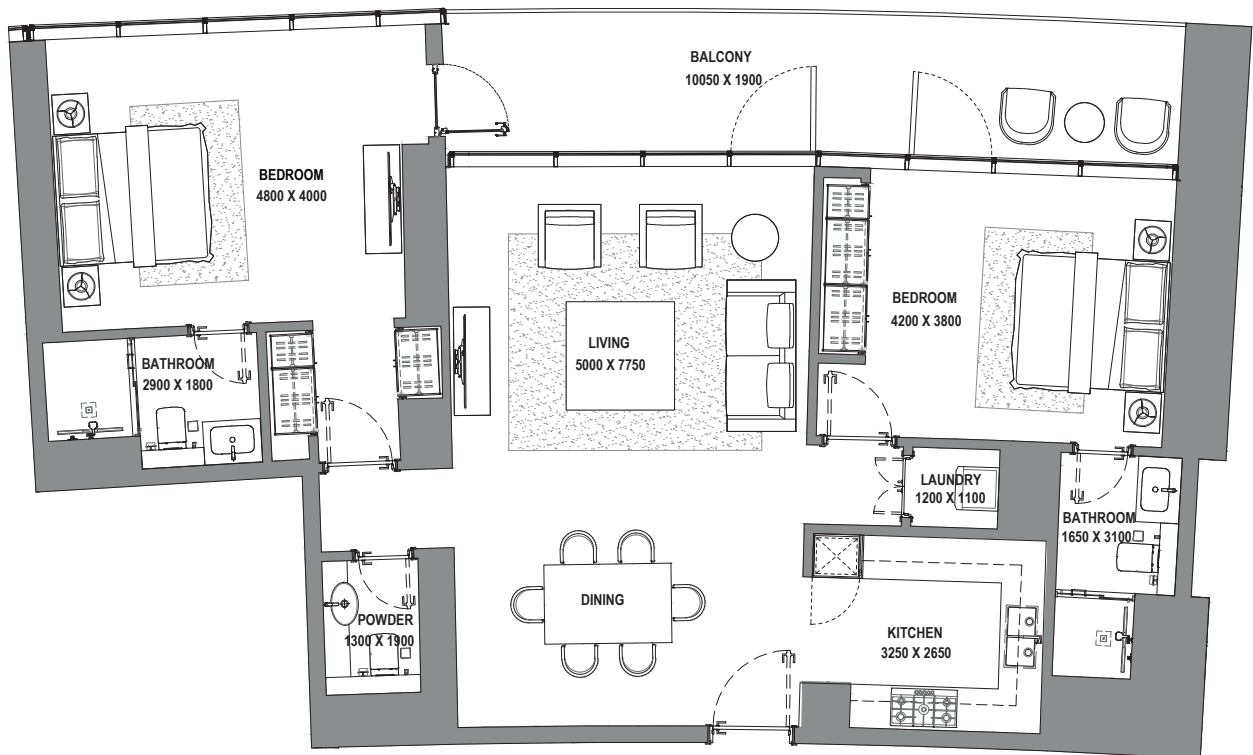 BALCONY
10050 X 1900
BEDROOM
4800 X 4000
LIVING
5000 X 7750
BEDROOM
4200 X 3800
BATHROOM
2900 X 1800
LAUNDRY
1200 X 1100
BATHROOM
1650 X 3100
DINING
POWDER
1300 X 1900
KITCHEN
3250 X 2650